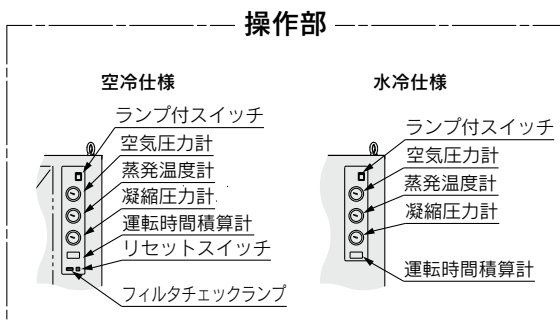 操作部
空冷仕様
ランプ付スイッチ
空気圧力計
蒸発温度計
凝縮圧力計
運転時間積算計
リセットスイッチ
フィルタチェックランプ
水冷仕様
ランプ付スイッチ
空気圧力計
蒸発温度計
凝縮圧力計
運転時間積算計